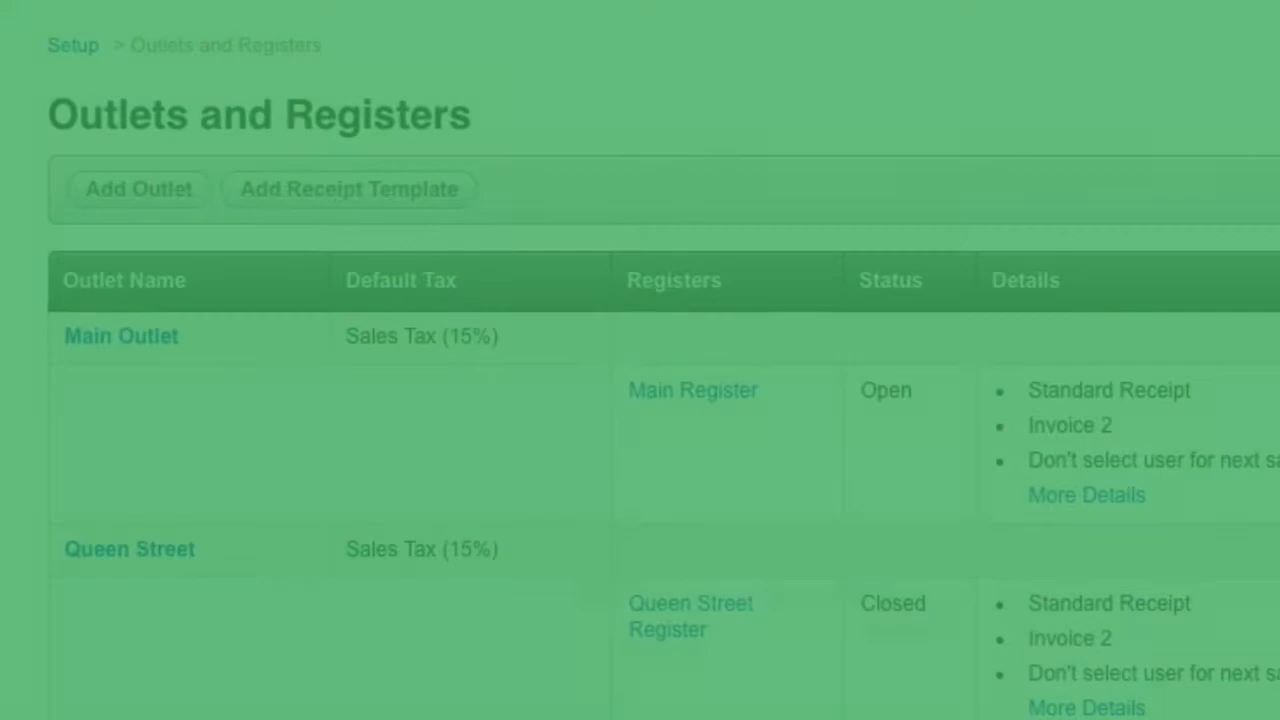 Setup > Outlets and Registers
Outlets and Registers
Add Outlet Add Receipt Template
Outlet Name Default Tax Registers Status Details
Main Outlet Sales Tax (15%)
Main Register Open • Standard Receipt
• Invoice 2
• Don't select user for next
More Details
Queen Street Sales Tax (15%)
Queen Street Closed • Standard Receipt
Register
• Invoice 2
• Don't select user for next
More Details